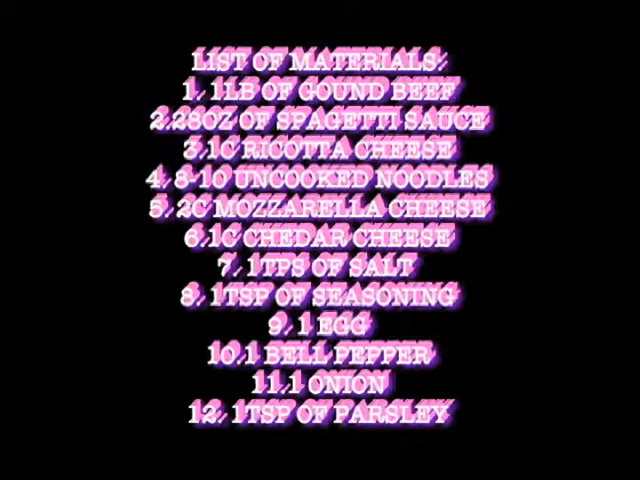 LIST OF MATERIALS:
1. 1LB OF GOUND BEEF
2.28OZ OF SPAGETTI SAUCE
3.1C RICOTTA CHEESE
4. 8-10 UNCOOKED NOODLES
5. 2C MOZZARELLA CHEESE
6.1C CHEDAR CHEESE
7. 1TPS OF SALT
8. 1TSP OF SEASONING
9. 1 EGG
10.1 BELL PEPPER
11.1 ONION
12. 1TSP OF PARSLEY